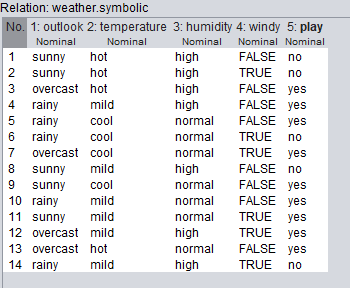 Relation: weather.symbolic
No. 1: outlook 2: temperature 3: humidity 4: windy 5: play
Nominal Nominal Nominal Nominal Nominal
1 sunny hot high FALSE no
2 sunny hot high TRUE no
3 overcast hot high FALSE yes
4 rainy mild high FALSE yes
5 rainy cool normal FALSE yes
6 rainy cool normal TRUE no
7 overcast cool normal TRUE yes
8 sunny mild high FALSE no
9 sunny cool normal FALSE yes
10 rainy mild normal FALSE yes
11 sunny mild normal TRUE yes
12 overcast mild high TRUE yes
13 overcast hot normal FALSE yes
14 rainy mild high TRUE no